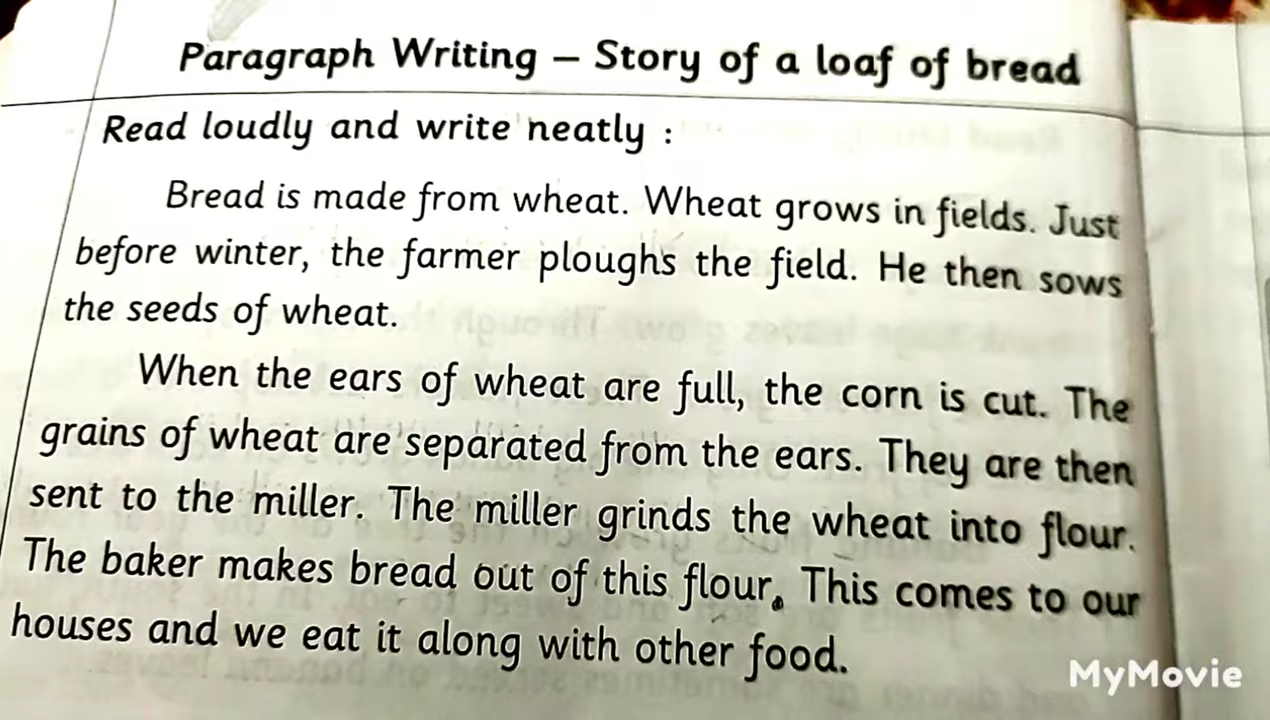 Paragraph Writing – Story of a loaf of bread
Read loudly and write neatly :
Bread is made from wheat. Wheat grows in fields. Just
before winter, the farmer ploughs the field. He then sows
the seeds of wheat.
When the ears of wheat are full, the corn is cut. The
grains of wheat are separated from the ears. They are then
sent to the miller. The miller grinds the wheat into flour.
The baker makes bread out of this flour. This comes to our
houses and we eat it along with other food.
MyMovie